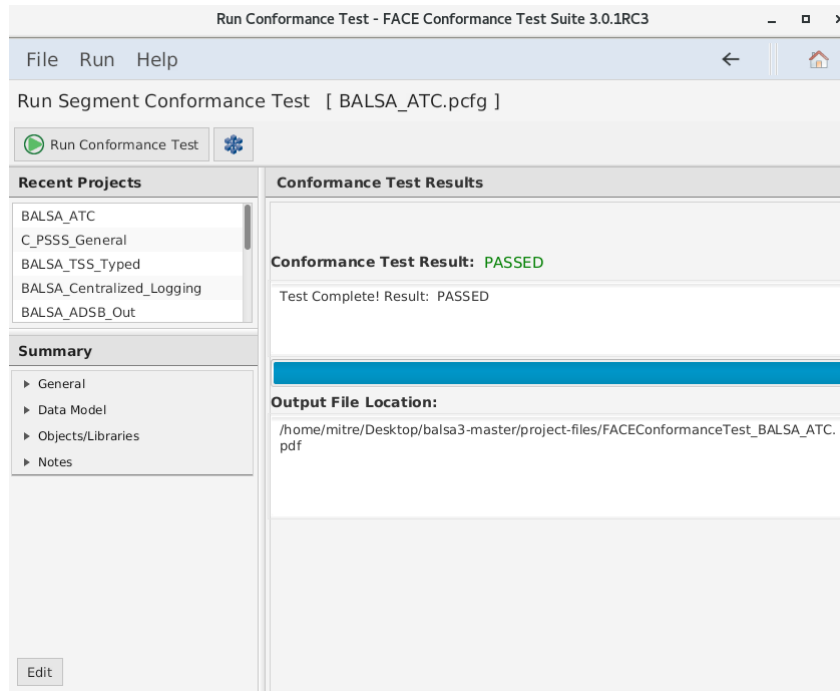 Run Conformance Test - FACE Conformance Test Suite 3.0.1RC3
File Run Help
Run Segment Conformance Test [ BALSA_ATC.pcfg ]
Run Conformance Test
Recent Projects
BALSA_ATC
C_PSSS_General
BALSA_TSS_Typed
BALSA_Centralized_Logging
BALSA_ADSB_Out
Summary
General
Data Model
Objects/Libraries
Notes
Edit
Conformance Test Results
Conformance Test Result: PASSED
Test Complete! Result: PASSED
Output File Location:
/home/mitre/Desktop/balsa3-master/project-files/FACEConformanceTest_BALSA_ATC.
pdf